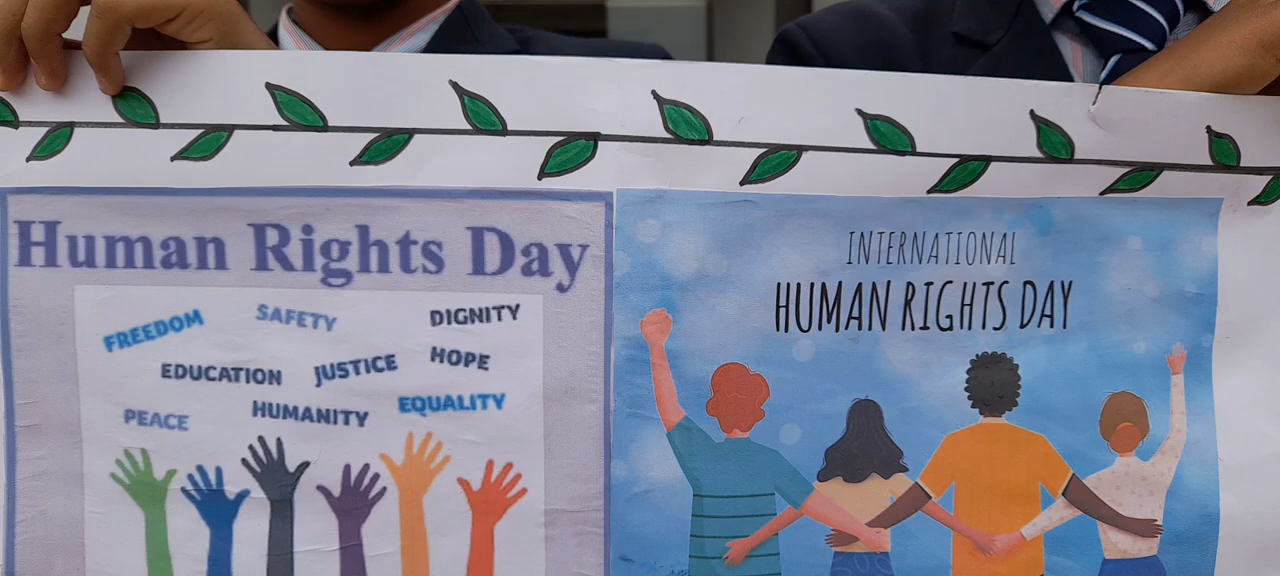 Human Rights Day
FREEDOM SAFETY DIGNITY
EDUCATION JUSTICE HOPE
PEACE HUMANITY EQUALITY
INTERNATIONAL
HUMAN RIGHTS DAY